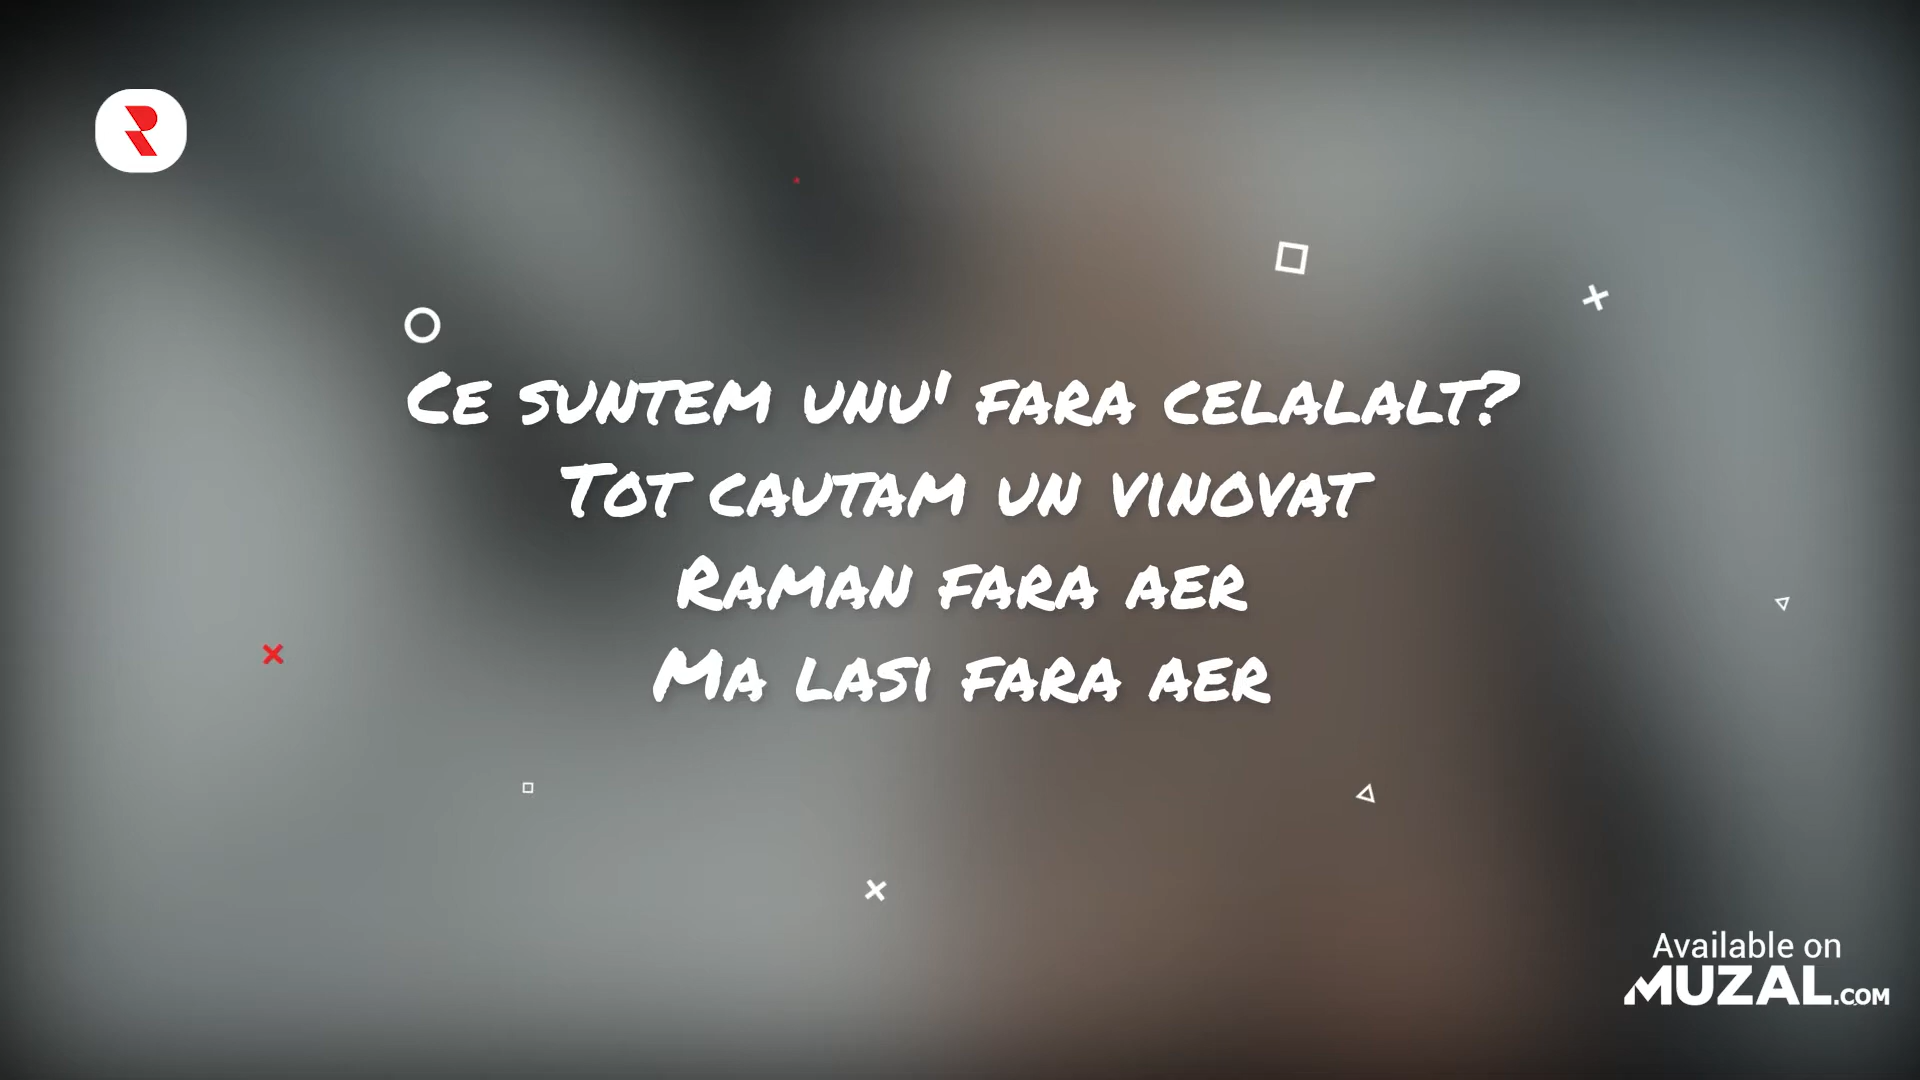 Ce suntem unu' fara celalalt?
Tot cautam un vinovat
Raman fara aer
Ma lasi fara aer
Available on
MUZAL.COM